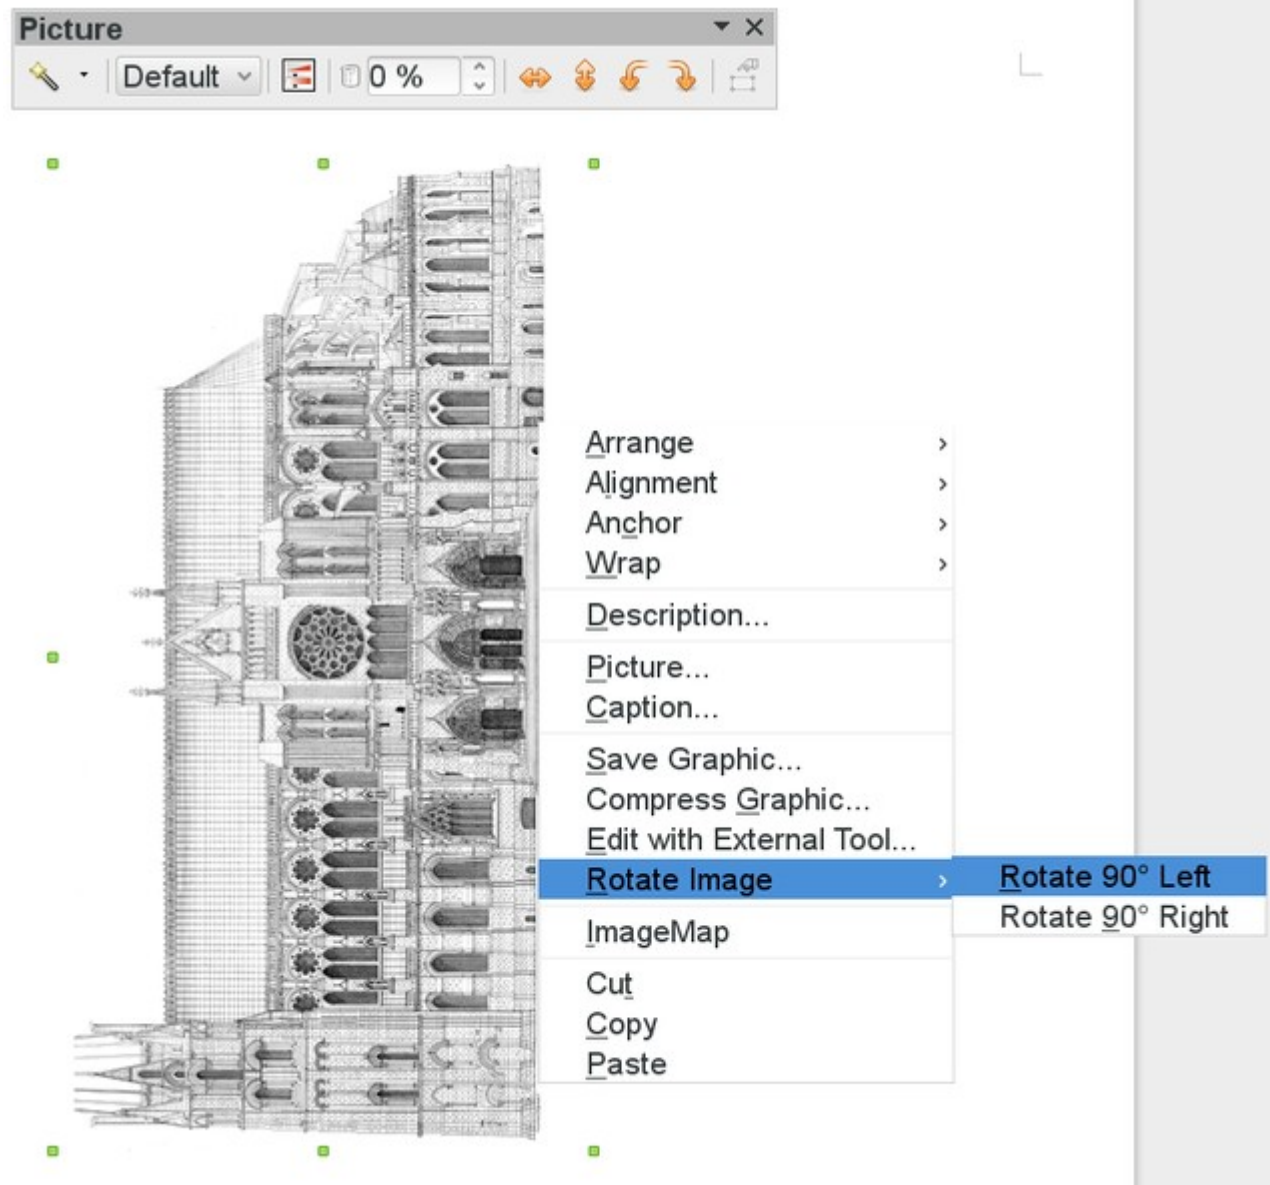 Picture
Default
0 %
Arrange
Alignment
Anchor
Wrap
Description...
Picture...
Caption...
Save Graphic...
Compress Graphic...
Edit with External Tool...
Rotate Image
Rotate 90° Left
Rotate 90° Right
ImageMap
Cut
Copy
Paste